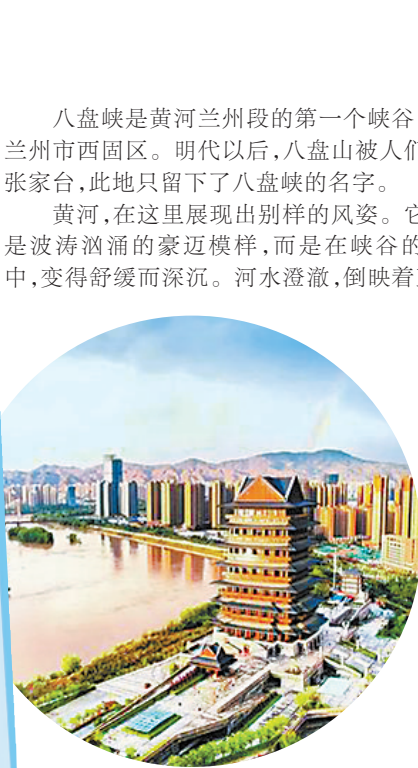 八盘峡是黄河兰州段的第一个峡谷
兰州市西固区。明代以后,八盘山被人们
张家台,此地只留下了八盘峡的名字。
黄河,在这里展现出别样的风姿。它
是波涛汹涌的豪迈模样,而是在峡谷的
中,变得舒缓而深沉。河水澄澈,倒映着